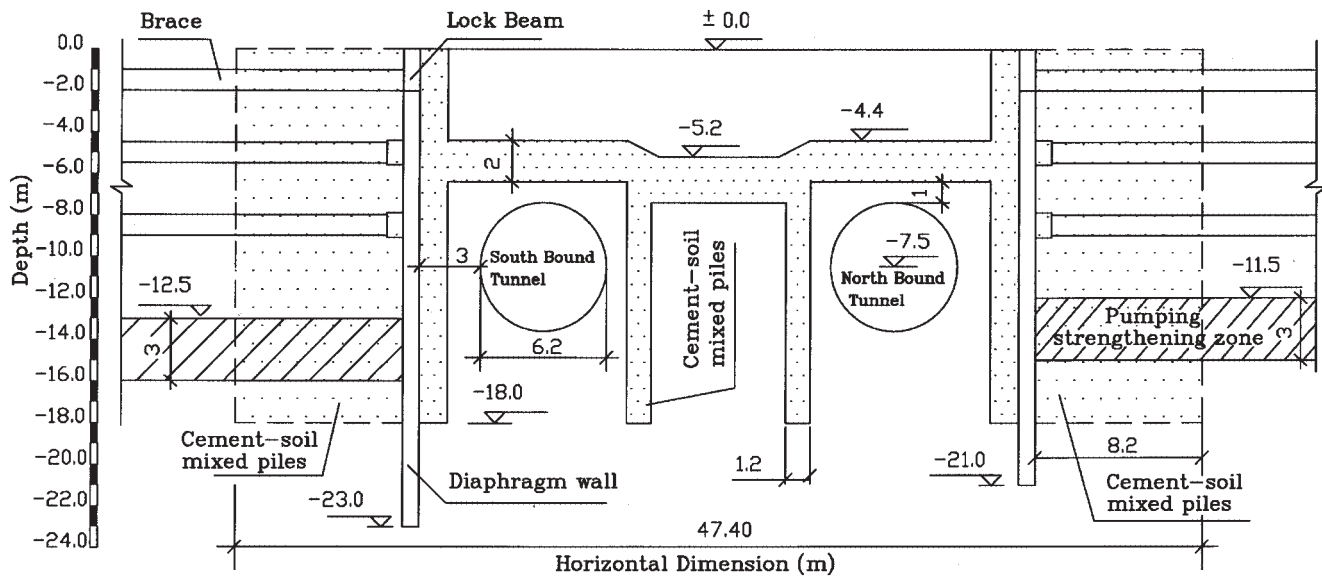 Brace
Lock Beam
± 0.0
0.0
-2.0
-4.0
-6.0
-8.0
-10.0
-12.0
-14.0
-16.0
-18.0
-20.0
-22.0
-24.0
Depth (m)
-4.4
-5.2
2
1
3
South Bound
Tunnel
-7.5
North Bound
Tunnel
Cement-soil
mixed piles
-12.5
-11.5
3
Pumping
strengthening zone
3
6.2
-18.0
Cement-soil
mixed piles
1.2
-21.0
8.2
Diaphragm wall
Cement-soil
mixed piles
-23.0
47.40
Horizontal Dimension (m)